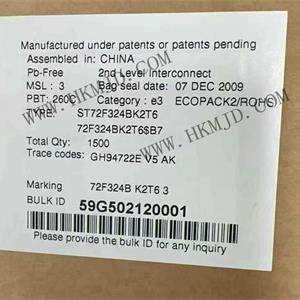 Manufactured under patents or patents pending
Assembled in: CHINA
Pb-Free 2nd Level Interconnect
MSL: 3 Bag seal date: 07 DEC 2009
PBT: 260C Category: e3 ECOPACK2/ROHS
TYPE: ST72F324BK2T6
72F324BK2T6$B7
Total Qty: 1500
Trace codes: GH94722E V5 AK
Marking 72F324B K2T6 3
BULK ID 59G502120001
Please provide the bulk ID for any inquiry
WWW.HKMJD.COM